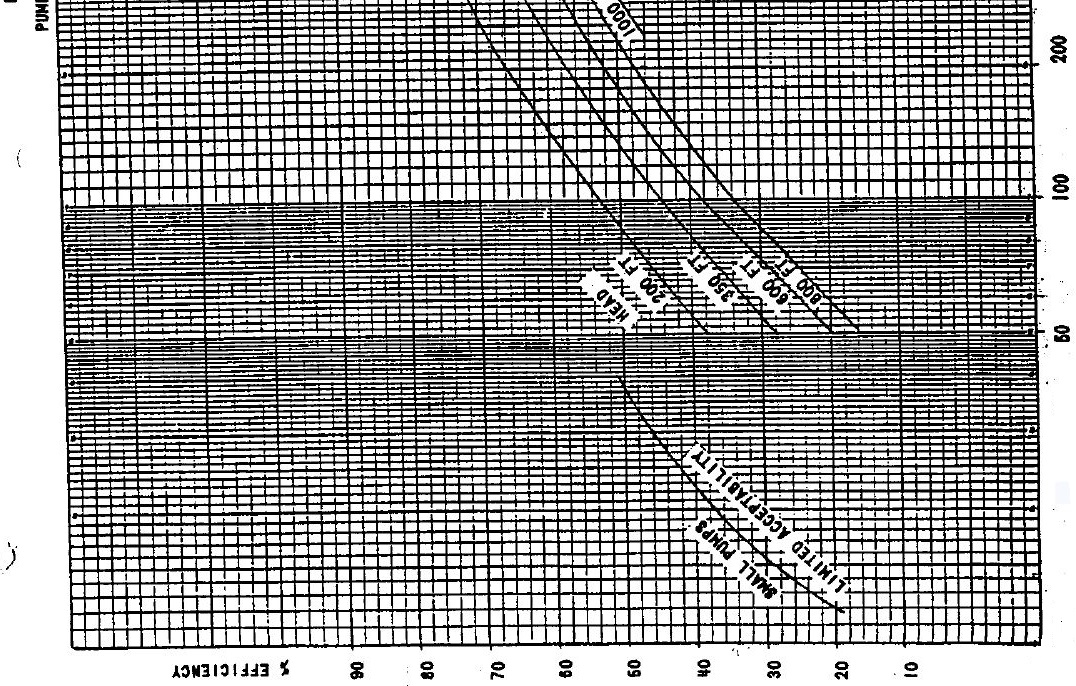 PUM
1000
200
100
50
HEAD
200 FT
350 FT
600 FT
800 FT
SMALL PUMPS
LIMITED ACCEPTABILITY
% EFFICIENCY
90
80
70
60
50
40
30
20
10